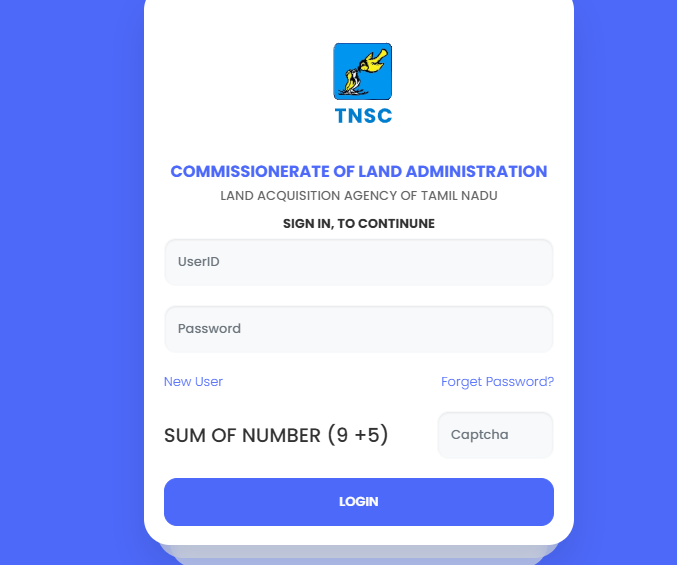 TNSC
COMMISSIONERATE OF LAND ADMINISTRATION
LAND ACQUISITION AGENCY OF TAMIL NADU
SIGN IN, TO CONTINUNE
UserID
Password
New User Forget Password?
SUM OF NUMBER (9 +5) Captcha
LOGIN